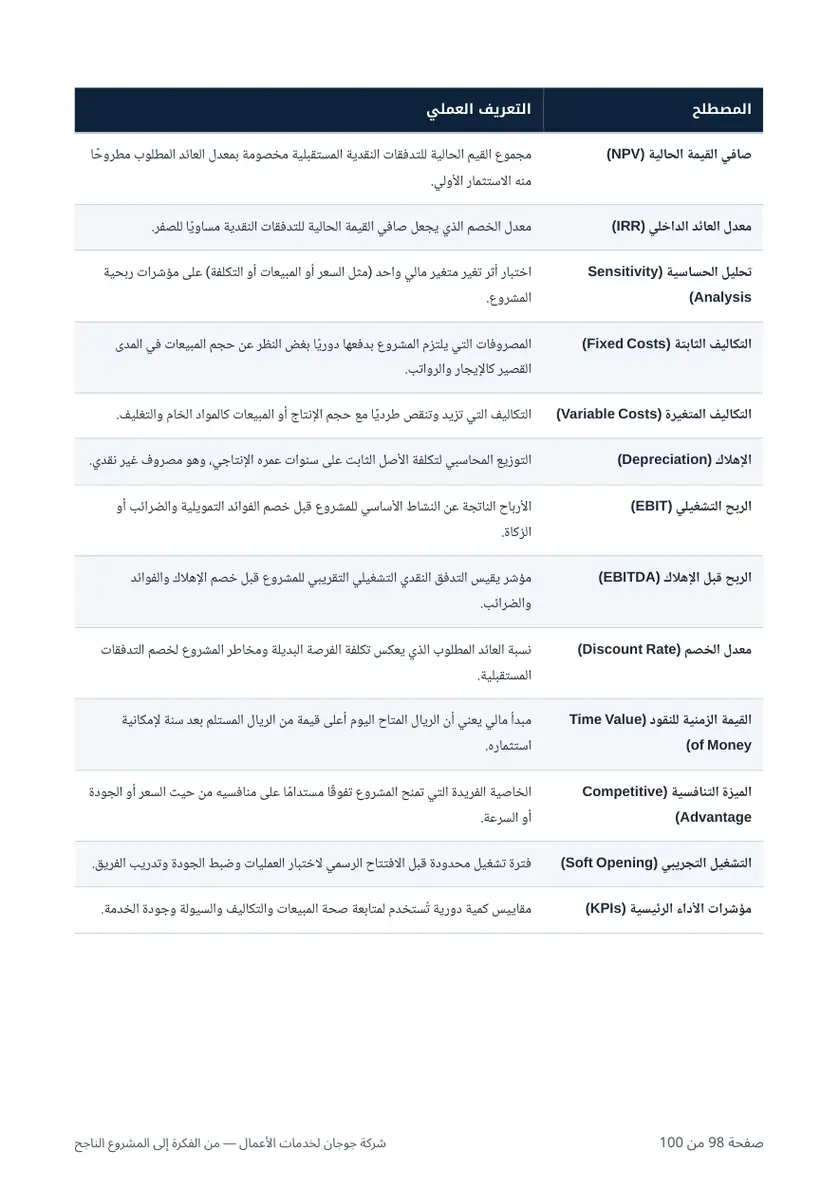 المصطلح	التعريف العملي
صافي القيمة الحالية (NPV)	مجموع القيم الحالية للتدفقات النقدية المستقبلية مخصومة بمعدل العائد المطلوب مطروحًا
منه الاستثمار الأولي.
معدل العائد الداخلي (IRR)	معدل الخصم الذي يجعل صافي القيمة الحالية للتدفقات النقدية مساويًا للصفر.
تحليل الحساسية (Sensitivity	اختبار أثر تغير متغير مالي واحد (مثل السعر أو المبيعات أو التكلفة) على مؤشرات ربحية
Analysis)	المشروع.
التكاليف الثابتة (Fixed Costs)	المصروفات التي يلتزم المشروع بدفعها دوريًا بغض النظر عن حجم المبيعات في المدى
القصير كالإيجار والرواتب.
التكاليف المتغيرة (Variable Costs)	التكاليف التي تزيد وتنقص طرديًا مع حجم الإنتاج أو المبيعات كالمواد الخام والتغليف.
الإهلاك (Depreciation)	التوزيع المحاسبي لتكلفة الأصل الثابت على سنوات عمره الإنتاجي، وهو مصروف غير نقدي.
الربح التشغيلي (EBIT)	الأرباح الناتجة عن النشاط الأساسي للمشروع قبل خصم الفوائد التمويلية والضرائب أو
الزكاة.
الربح قبل الإهلاك (EBITDA)	مؤشر يقيس التدفق النقدي التشغيلي التقريبي للمشروع قبل خصم الإهلاك والفوائد
والضرائب.
معدل الخصم (Discount Rate)	نسبة العائد المطلوب الذي يعكس تكلفة الفرصة البديلة ومخاطر المشروع لخصم التدفقات
المستقبلية.
القيمة الزمنية للنقود (Time Value	مبدأ مالي يعني أن الريال المتاح اليوم أعلى قيمة من الريال المستلم بعد سنة لإمكانية
of Money)	استثماره.
الميزة التنافسية (Competitive	الخاصية الفريدة التي تمنح المشروع تفوقًا مستدامًا على منافسيه من حيث السعر أو الجودة
Advantage)	أو السرعة.
التشغيل التجريبي (Soft Opening)	فترة تشغيل محدودة قبل الافتتاح الرسمي لاختبار العمليات وضبط الجودة وتدريب الفريق.
مؤشرات الأداء الرئيسية (KPIs)	مقاييس كمية دورية تُستخدم لمتابعة صحة المبيعات والتكاليف والسيولة وجودة الخدمة.
صفحة 98 من 100	شركة جوجان لخدمات الأعمال — من الفكرة إلى المشروع الناجح